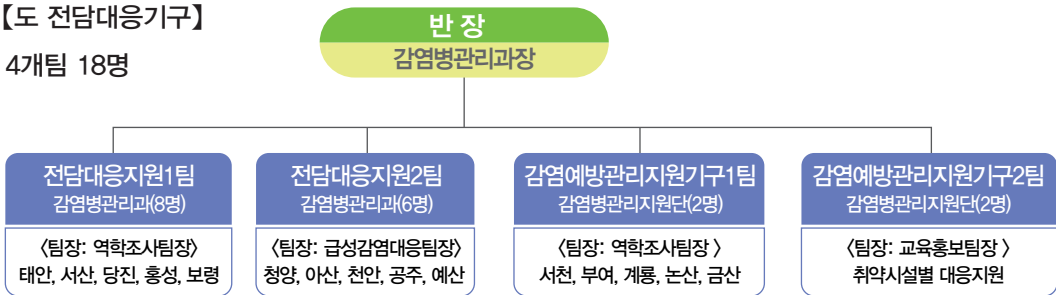 【도 전담대응기구】
4개팀 18명
반 장
감염병관리과장
전담대응지원1팀
감염병관리과(8명)
〈팀장: 역학조사팀장〉
태안, 서산, 당진, 홍성, 보령
전담대응지원2팀
감염병관리과(6명)
〈팀장: 급성감염대응팀장〉
청양, 아산, 천안, 공주, 예산
감염예방관리지원기구1팀
감염병관리지원단(2명)
〈팀장: 역학조사팀장 〉
서천, 부여, 계룡, 논산, 금산
감염예방관리지원기구2팀
감염병관리지원단(2명)
〈팀장: 교육홍보팀장 〉
취약시설별 대응지원